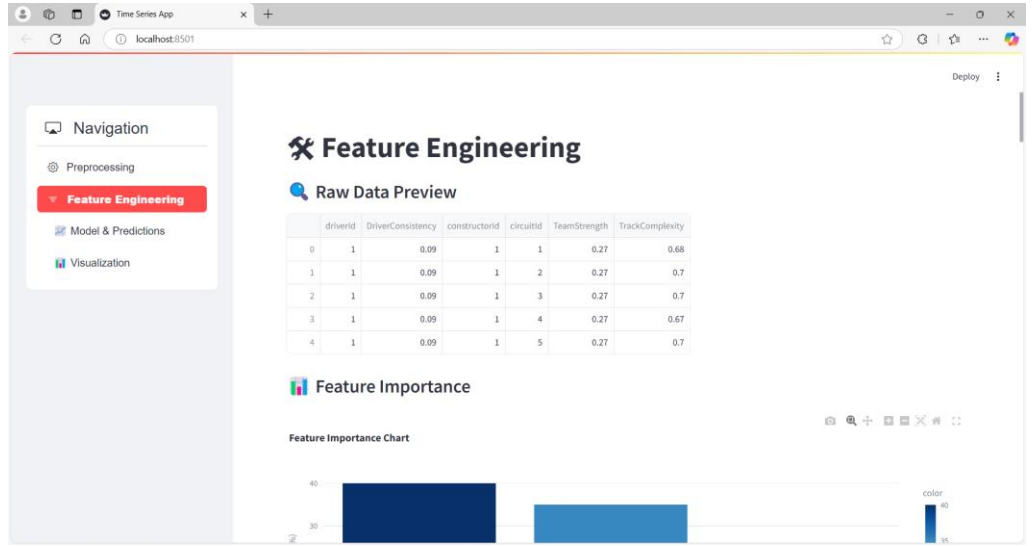 Time Series App
localhost:8501
Deploy
Navigation
Preprocessing
Feature Engineering
Model & Predictions
Visualization
Feature Engineering
Raw Data Preview
driverId DriverConsistency constructorId circuitId TeamStrength TrackComplexity
0 1 0.09 1 1 0.27 0.68
1 1 0.09 1 2 0.27 0.7
2 1 0.09 1 3 0.27 0.7
3 1 0.09 1 4 0.27 0.67
4 1 0.09 1 5 0.27 0.7
Feature Importance
Feature Importance Chart
40
30
color
40
35